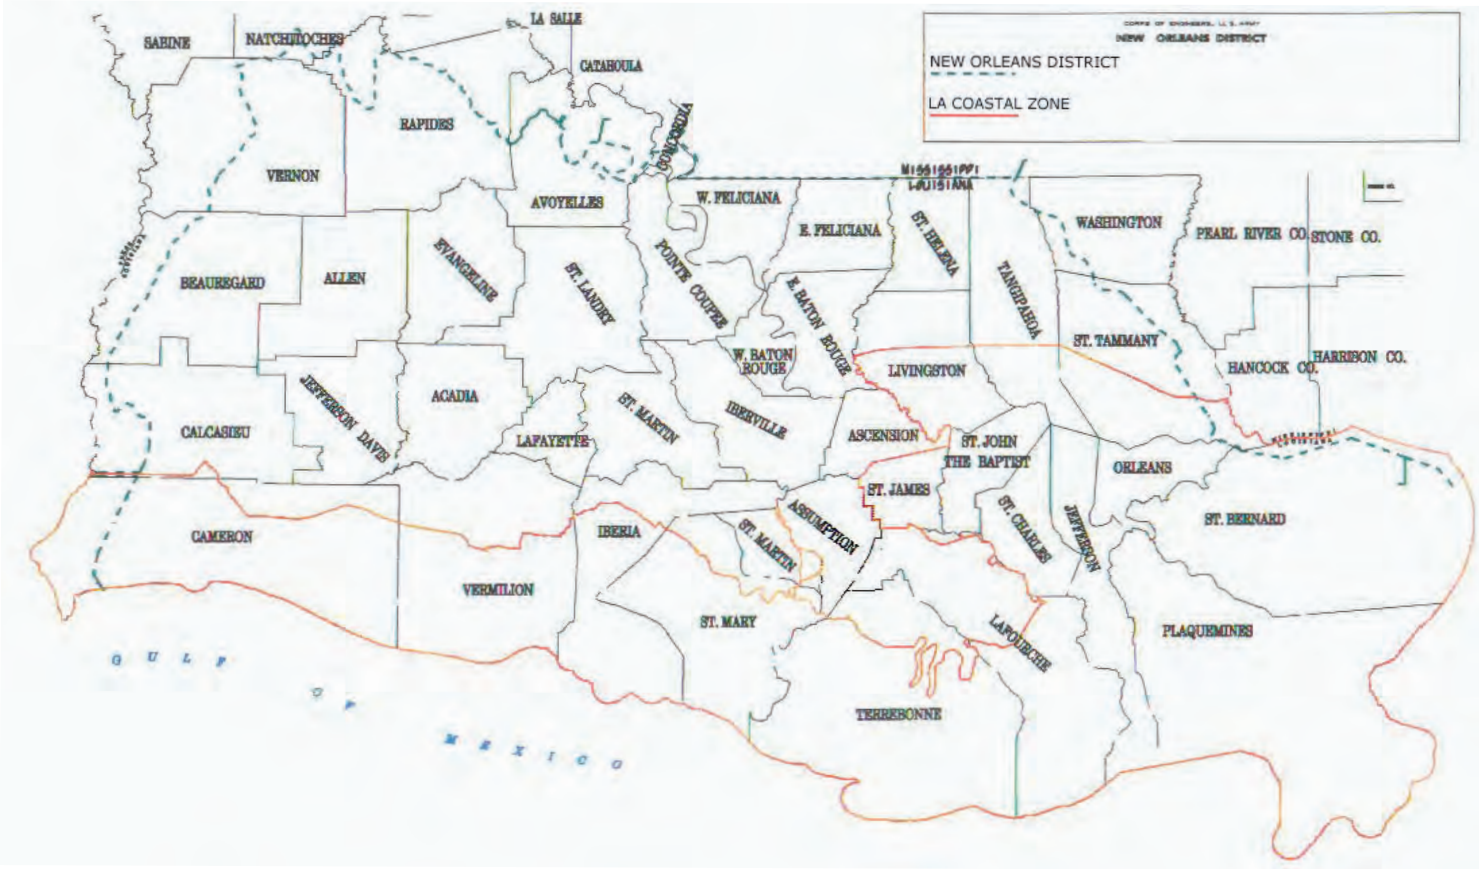 LA SALLE
CORPS OF ENGINEERS, U. S. ARMY
NEW ORLEANS DISTRICT
SABINE
NATCHITOCHES
NEW ORLEANS DISTRICT
CATAHOULA
LA COASTAL ZONE
RAPIDES
CONCORDIA
MISSISSIPPI
LOUISIANA
VERNON
AVOYELLES
W. FELICIANA
E. FELICIANA
ST. HELENA
WASHINGTON
PEARL RIVER CO.
STONE CO.
BEAUREGARD
ALLEN
EVANGELINE
ST. LANDRY
POINTE COUPEE
E. BATON ROUGE
TANGIPAHOA
W. BATON
ROUGE
ST. TAMMANY
LIVINGSTON
HANCOCK CO.
HARRISON CO.
JEFFERSON DAVIS
ACADIA
CALCASIEU
LAFAYETTE
ST. MARTIN
IBERVILLE
ASCENSION
ST. JOHN
THE BAPTIST
ORLEANS
ST. JAMES
CAMERON
IBERIA
ST. MARTIN
ASSUMPTION
ST. CHARLES
JEFFERSON
ST. BERNARD
VERMILION
ST. MARY
LAFOURCHE
PLAQUEMINES
TERREBONNE
GULF
OF
MEXICO